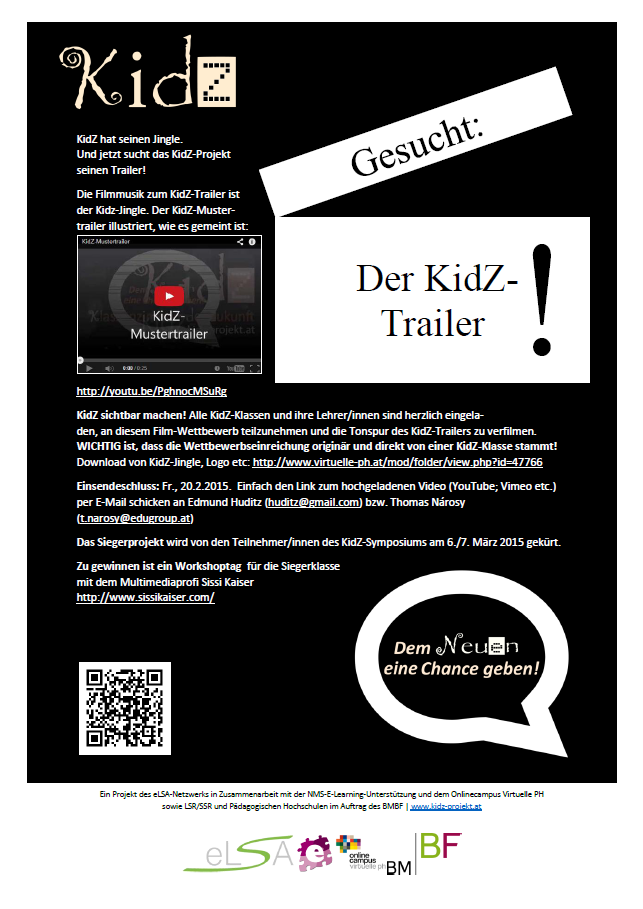 KidZ
KidZ hat seinen Jingle.
Und jetzt sucht das KidZ-Projekt
seinen Trailer!
Gesucht:
Die Filmmusik zum KidZ-Trailer ist
der Kidz-Jingle. Der KidZ-Muster-
trailer illustriert, wie es gemeint ist:
Der KidZ-
Trailer
!
KidZ-Mustertrailer
KidZ-
Mustertrailer
0:00 / 0:25
YouTube
http://youtu.be/PghnocMSuRg
KidZ sichtbar machen! Alle KidZ-Klassen und ihre Lehrer/innen sind herzlich eingela-
den, an diesem Film-Wettbewerb teilzunehmen und die Tonspur des KidZ-Trailers zu verfilmen.
WICHTIG ist, dass die Wettbewerbseinreichung originär und direkt von einer KidZ-Klasse stammt!
Download von KidZ-Jingle, Logo etc: http://www.virtuelle-ph.at/mod/folder/view.php?id=47766
Einsendeschluss: Fr., 20.2.2015. Einfach den Link zum hochgeladenen Video (YouTube; Vimeo etc.)
per E-Mail schicken an Edmund Huditz (huditz@gmail.com) bzw. Thomas Nárosy
(t.narosy@edugroup.at)
Das Siegerprojekt wird von den Teilnehmer/innen des KidZ-Symposiums am 6./7. März 2015 gekürt.
Zu gewinnen ist ein Workshoptag für die Siegerklasse
mit dem Multimediaprofi Sissi Kaiser
http://www.sissikaiser.com/
Dem Neuen
eine Chance geben!
Ein Projekt des eLSA-Netzwerks in Zusammenarbeit mit der NMS-E-Learning-Unterstützung und dem Onlinecampus Virtuelle PH
sowie LSR/SSR und Pädagogischen Hochschulen im Auftrag des BMBF | www.kidz-projekt.at
eLSA
e
online
campus
virtuelle ph
BM
BF